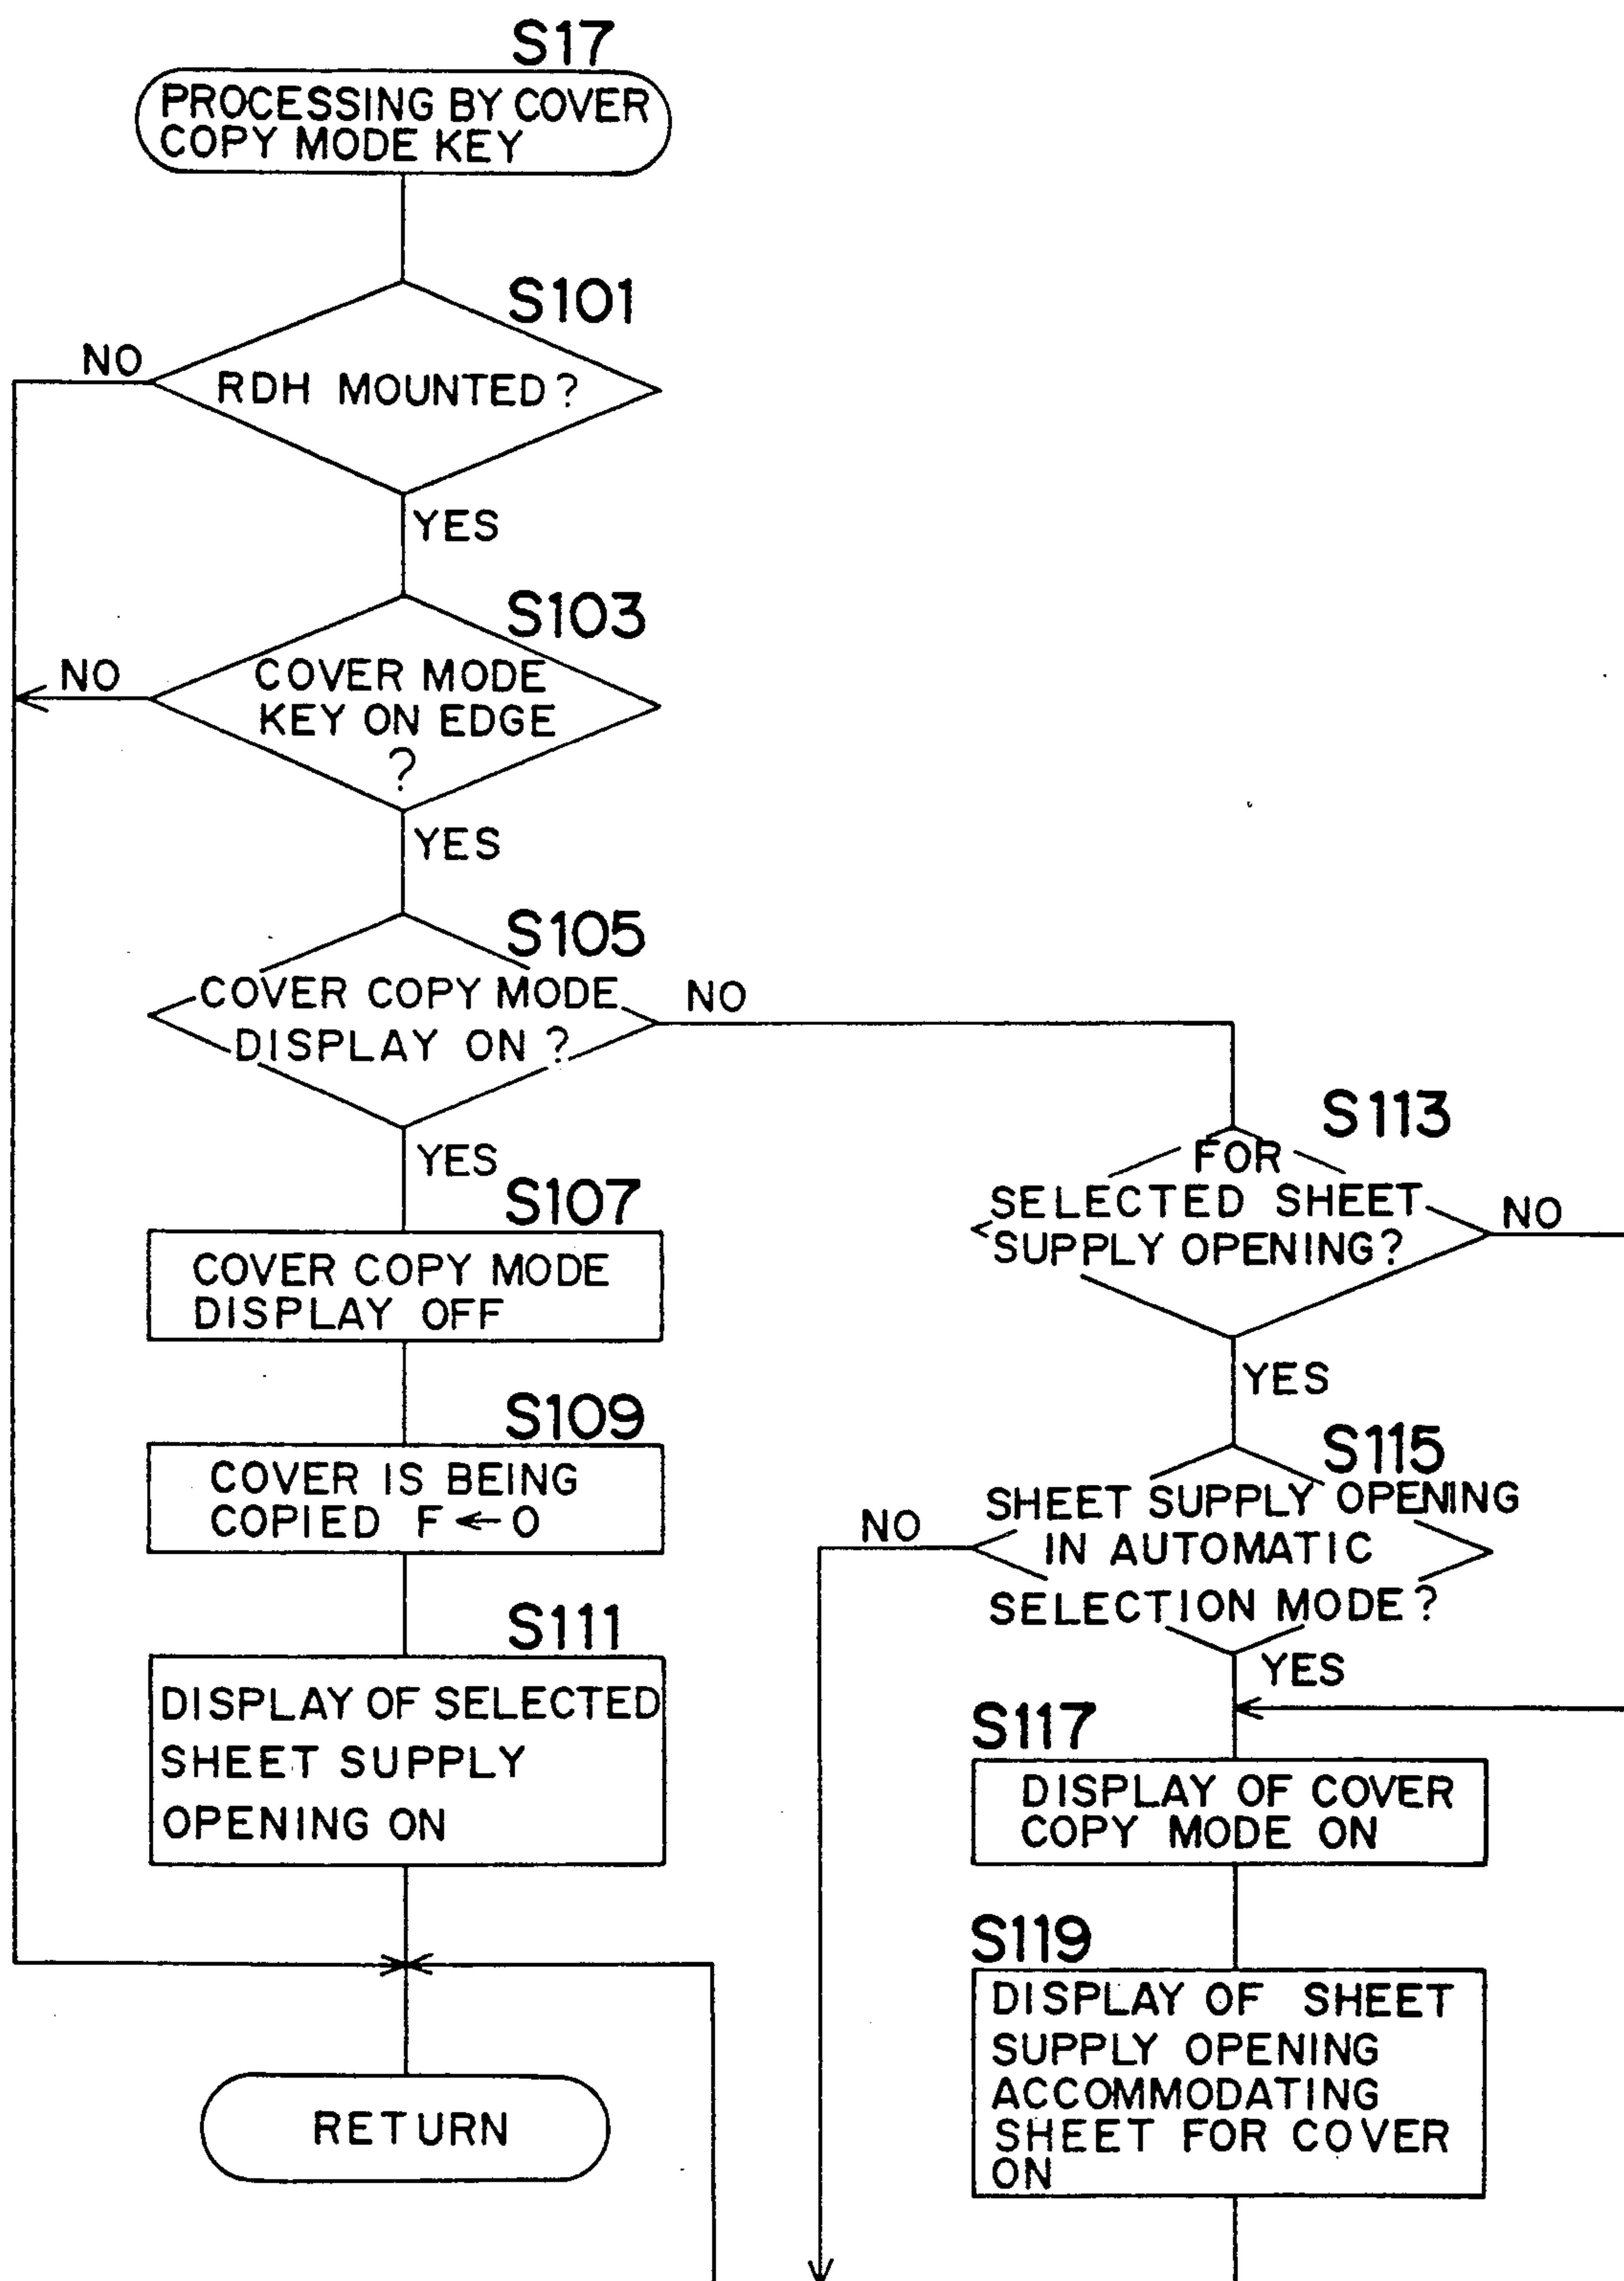 S17
PROCESSING BY COVER
COPY MODE KEY
S101
NO
RDH MOUNTED?
YES
S103
NO
COVER MODE
KEY ON EDGE
?
YES
S105
COVER COPY MODE
DISPLAY ON?
NO
YES
S107
COVER COPY MODE
DISPLAY OFF
S109
COVER IS BEING
COPIED F←0
S111
DISPLAY OF SELECTED
SHEET SUPPLY
OPENING ON
RETURN
S113
FOR
SELECTED SHEET
SUPPLY OPENING?
NO
YES
S115
SHEET SUPPLY OPENING
IN AUTOMATIC
SELECTION MODE?
NO
YES
S117
DISPLAY OF COVER
COPY MODE ON
S119
DISPLAY OF SHEET
SUPPLY OPENING
ACCOMMODATING
SHEET FOR COVER
ON